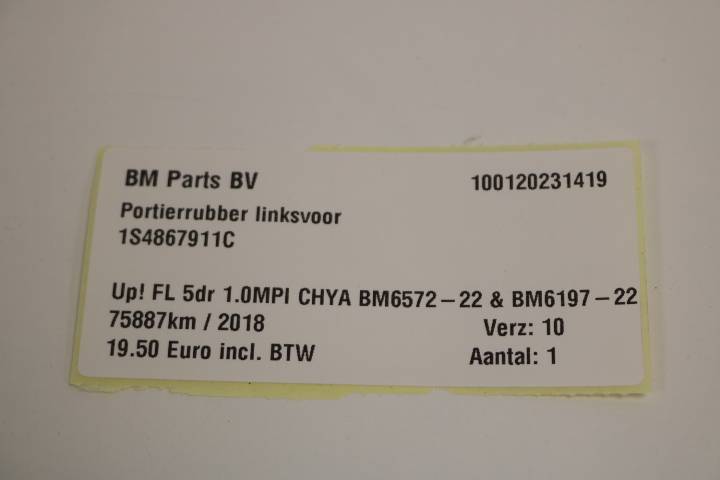 BM Parts BV 100120231419
Portierrubber linksvoor
1S4867911C
Up! FL 5dr 1.0MPI CHYA BM6572-22 & BM6197-22
75887km / 2018 Verz: 10
19.50 Euro incl. BTW Aantal: 1